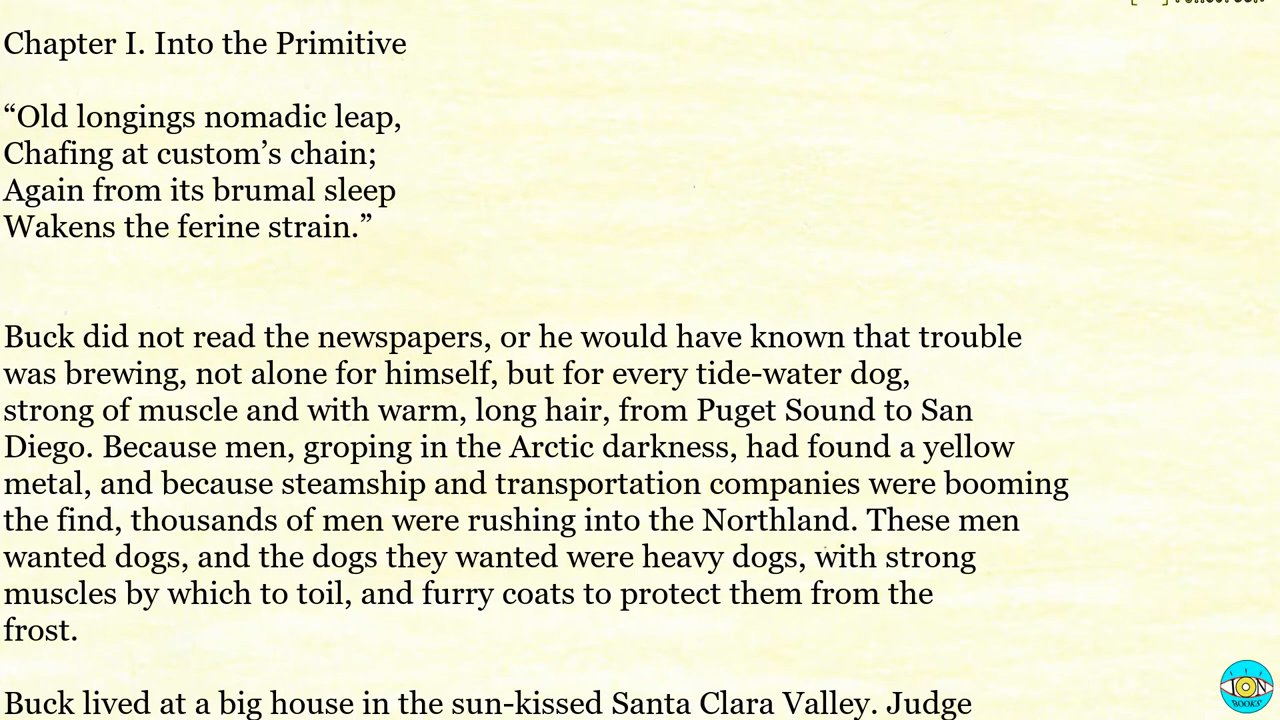 Chapter I. Into the Primitive
“Old longings nomadic leap,
Chafing at custom’s chain;
Again from its brumal sleep
Wakens the ferine strain.”
Buck did not read the newspapers, or he would have known that trouble
was brewing, not alone for himself, but for every tide-water dog,
strong of muscle and with warm, long hair, from Puget Sound to San
Diego. Because men, groping in the Arctic darkness, had found a yellow
metal, and because steamship and transportation companies were booming
the find, thousands of men were rushing into the Northland. These men
wanted dogs, and the dogs they wanted were heavy dogs, with strong
muscles by which to toil, and furry coats to protect them from the
frost.
Buck lived at a big house in the sun-kissed Santa Clara Valley. Judge
ION
BOOKS